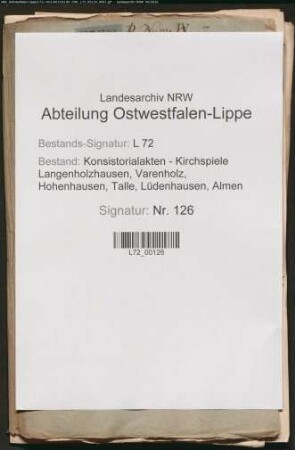 Landesarchiv NRW
Abteilung Ostwestfalen-Lippe
Bestands-Signatur: L 72
Bestand: Konsistorialakten - Kirchspiele
Langenholzhausen, Varenholz,
Hohenhausen, Talle, Lüdenhausen, Almen
Signatur: Nr. 126
L72_00126